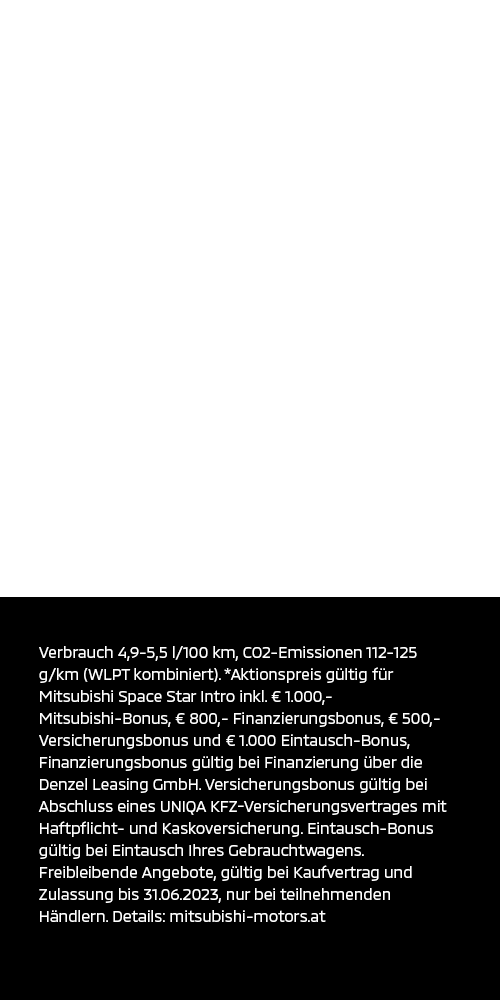 Verbrauch 4,9-5,5 l/100 km, CO2-Emissionen 112-125
g/km (WLPT kombiniert). *Aktionspreis gültig für
Mitsubishi Space Star Intro inkl. € 1.000,-
Mitsubishi-Bonus, € 800,- Finanzierungsbonus, € 500,-
Versicherungsbonus und € 1.000 Eintausch-Bonus,
Finanzierungsbonus gültig bei Finanzierung über die
Denzel Leasing GmbH. Versicherungsbonus gültig bei
Abschluss eines UNIQA KFZ-Versicherungsvertrages mit
Haftpflicht- und Kaskoversicherung. Eintausch-Bonus
gültig bei Eintausch Ihres Gebrauchtwagens.
Freibleibende Angebote, gültig bei Kaufvertrag und
Zulassung bis 31.06.2023, nur bei teilnehmenden
Händlern. Details: mitsubishi-motors.at